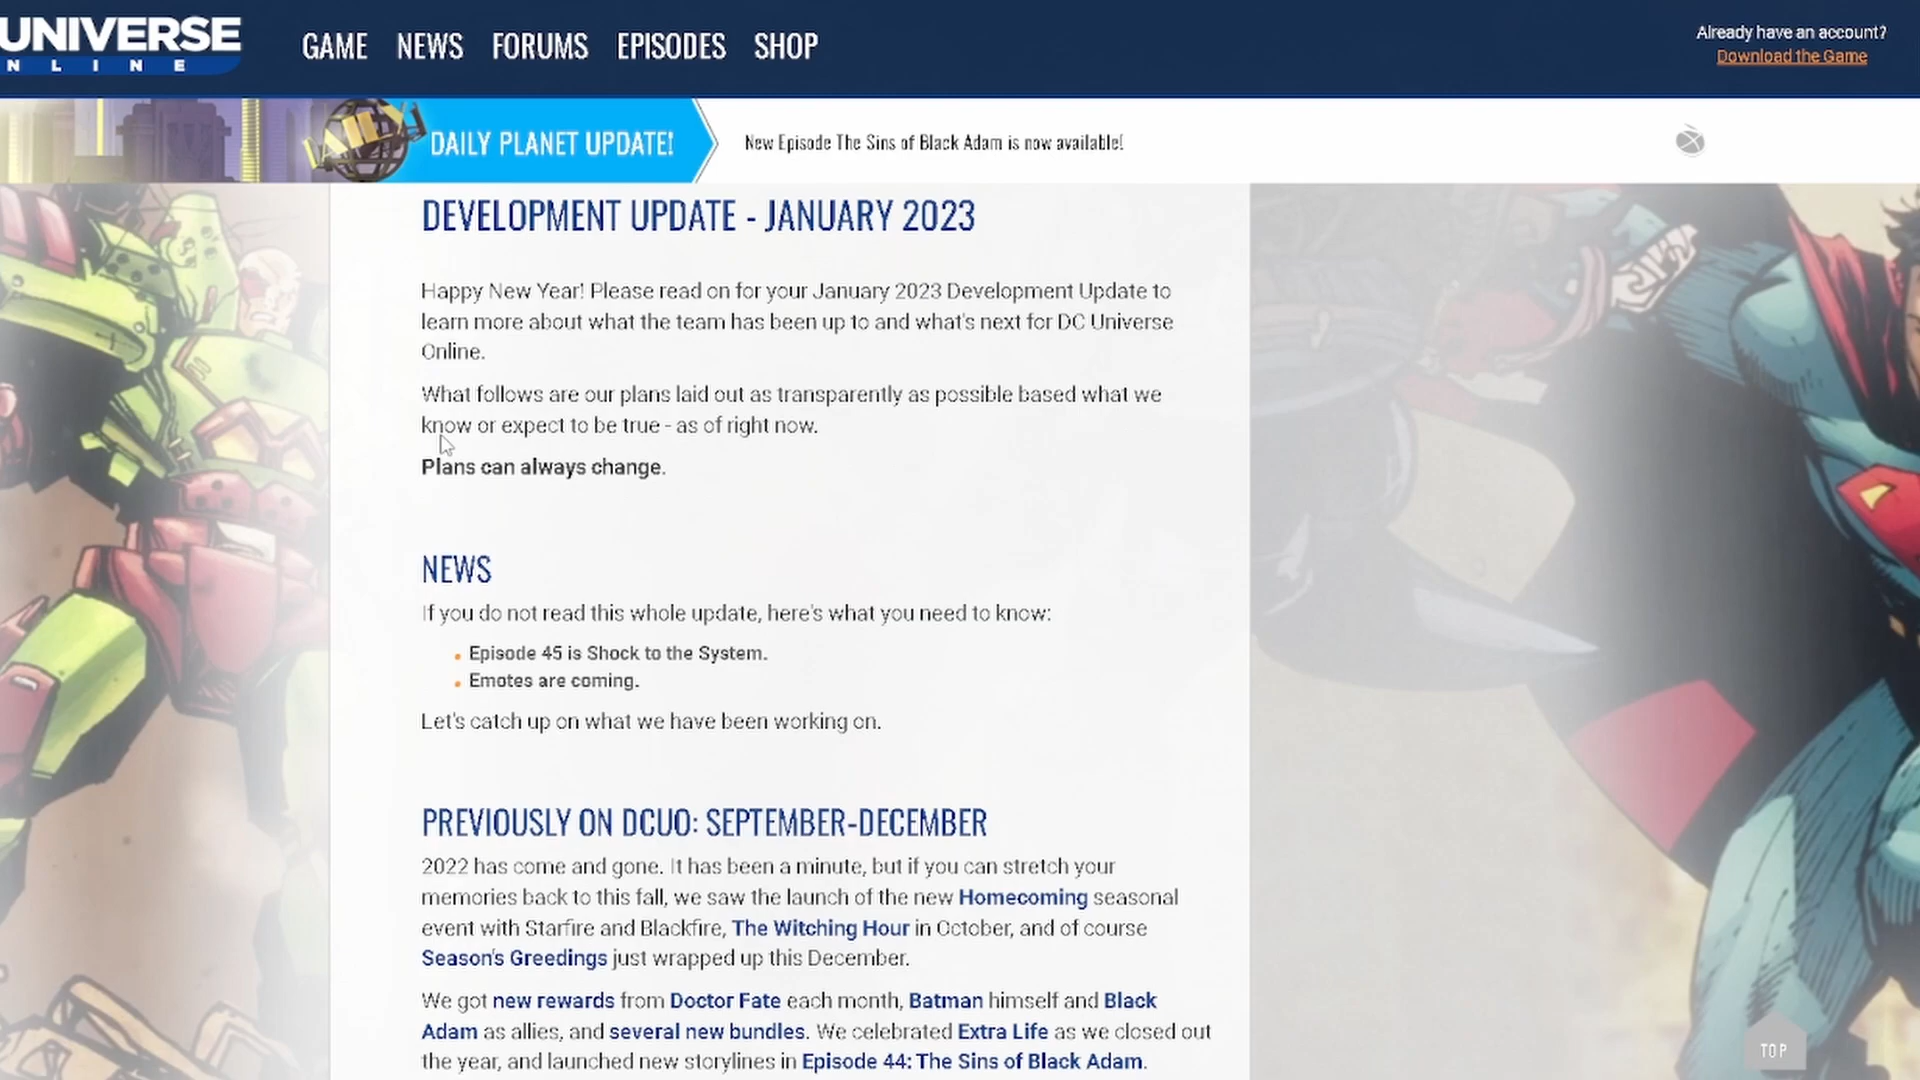 UNIVERSE
NLINE
GAME NEWS FORUMS EPISODES SHOP
Already have an account?
Download the Game
DAILY
DAILY PLANET UPDATE!
New Episode The Sins of Black Adam is now available!
DEVELOPMENT UPDATE - JANUARY 2023
Happy New Year! Please read on for your January 2023 Development Update to
learn more about what the team has been up to and what's next for DC Universe
Online.
What follows are our plans laid out as transparently as possible based what we
know or expect to be true - as of right now.
Plans can always change.
NEWS
If you do not read this whole update, here's what you need to know:
• Episode 45 is Shock to the System.
• Emotes are coming.
Let's catch up on what we have been working on.
PREVIOUSLY ON DCUO: SEPTEMBER-DECEMBER
2022 has come and gone. It has been a minute, but if you can stretch your
memories back to this fall, we saw the launch of the new Homecoming seasonal
event with Starfire and Blackfire, The Witching Hour in October, and of course
Season's Greedings just wrapped up this December.
We got new rewards from Doctor Fate each month, Batman himself and Black
Adam as allies, and several new bundles. We celebrated Extra Life as we closed out
the year, and launched new storylines in Episode 44: The Sins of Black Adam.
TOP